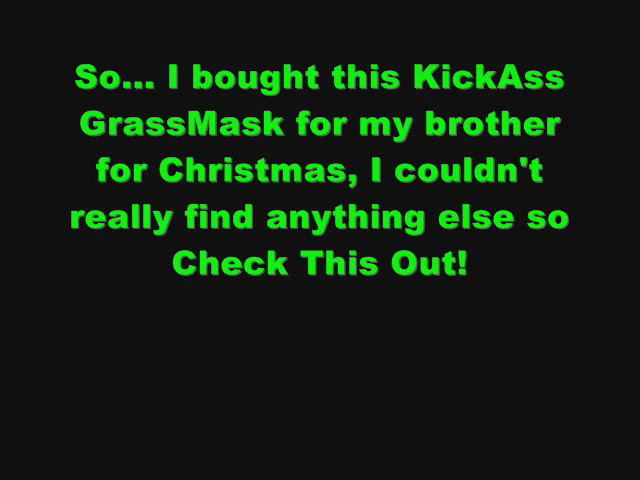 So... I bought this KickAss
GrassMask for my brother
for Christmas, I couldn't
really find anything else so
Check This Out!